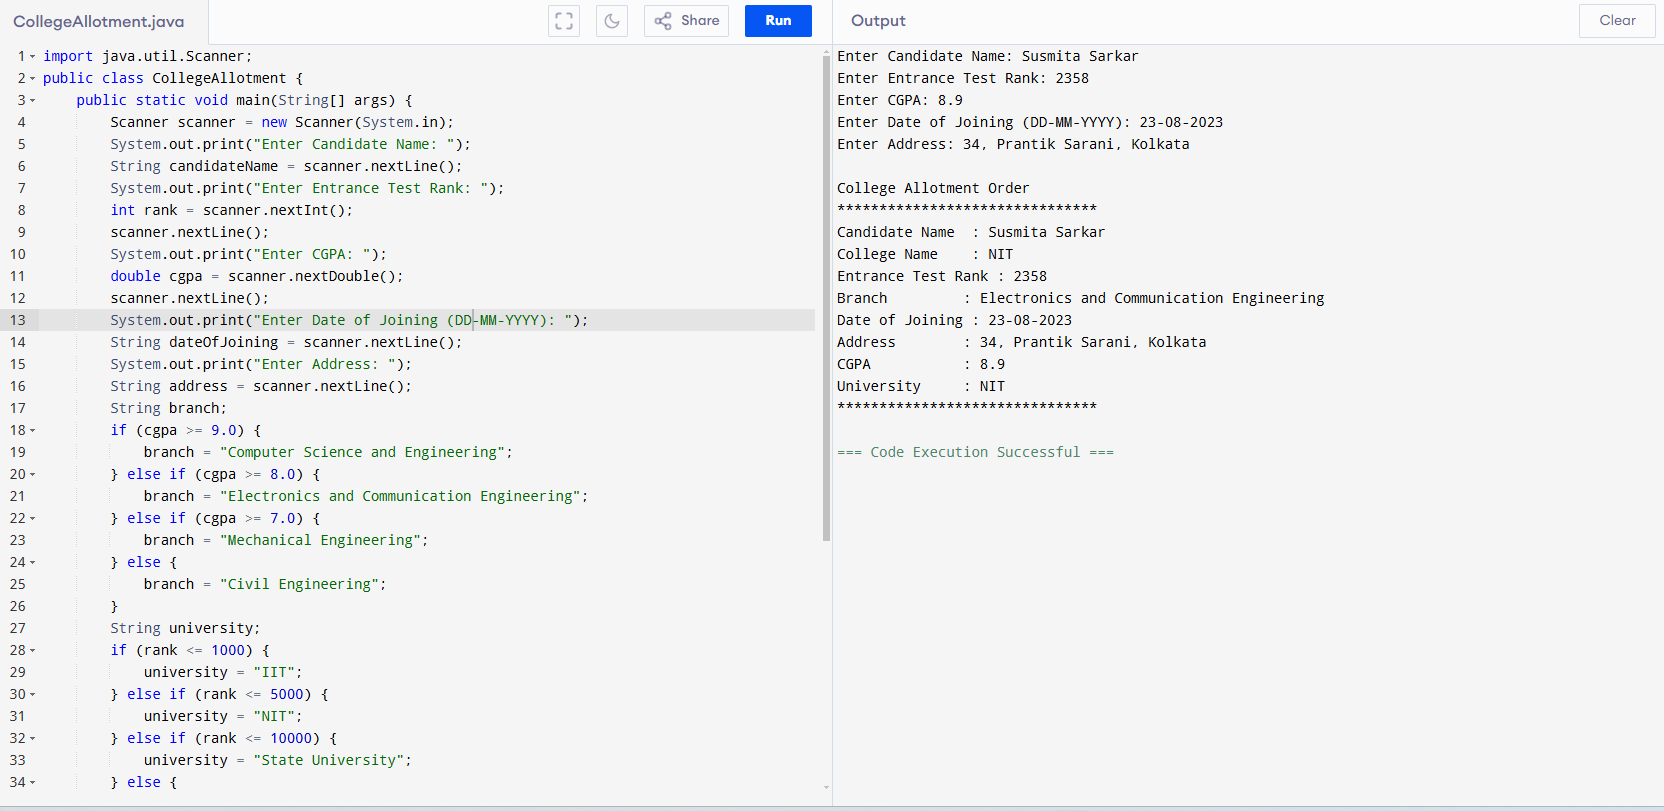 CollegeAllotment.java
Share
Run
Output
Clear
1 import java.util.Scanner;
2 public class CollegeAllotment {
3     public static void main(String[] args) {
4         Scanner scanner = new Scanner(System.in);
5         System.out.print("Enter Candidate Name: ");
6         String candidateName = scanner.nextLine();
7         System.out.print("Enter Entrance Test Rank: ");
8         int rank = scanner.nextInt();
9         scanner.nextLine();
10         System.out.print("Enter CGPA: ");
11         double cgpa = scanner.nextDouble();
12         scanner.nextLine();
13         System.out.print("Enter Date of Joining (DD-MM-YYYY): ");
14         String dateOfJoining = scanner.nextLine();
15         System.out.print("Enter Address: ");
16         String address = scanner.nextLine();
17         String branch;
18         if (cgpa >= 9.0) {
19             branch = "Computer Science and Engineering";
20         } else if (cgpa >= 8.0) {
21             branch = "Electronics and Communication Engineering";
22         } else if (cgpa >= 7.0) {
23             branch = "Mechanical Engineering";
24         } else {
25             branch = "Civil Engineering";
26         }
27         String university;
28         if (rank <= 1000) {
29             university = "IIT";
30         } else if (rank <= 5000) {
31             university = "NIT";
32         } else if (rank <= 10000) {
33             university = "State University";
34         } else {
Enter Candidate Name: Susmita Sarkar
Enter Entrance Test Rank: 2358
Enter CGPA: 8.9
Enter Date of Joining (DD-MM-YYYY): 23-08-2023
Enter Address: 34, Prantik Sarani, Kolkata
College Allotment Order
*******************************
Candidate Name  : Susmita Sarkar
College Name    : NIT
Entrance Test Rank : 2358
Branch         : Electronics and Communication Engineering
Date of Joining : 23-08-2023
Address        : 34, Prantik Sarani, Kolkata
CGPA           : 8.9
University     : NIT
*******************************
=== Code Execution Successful ===